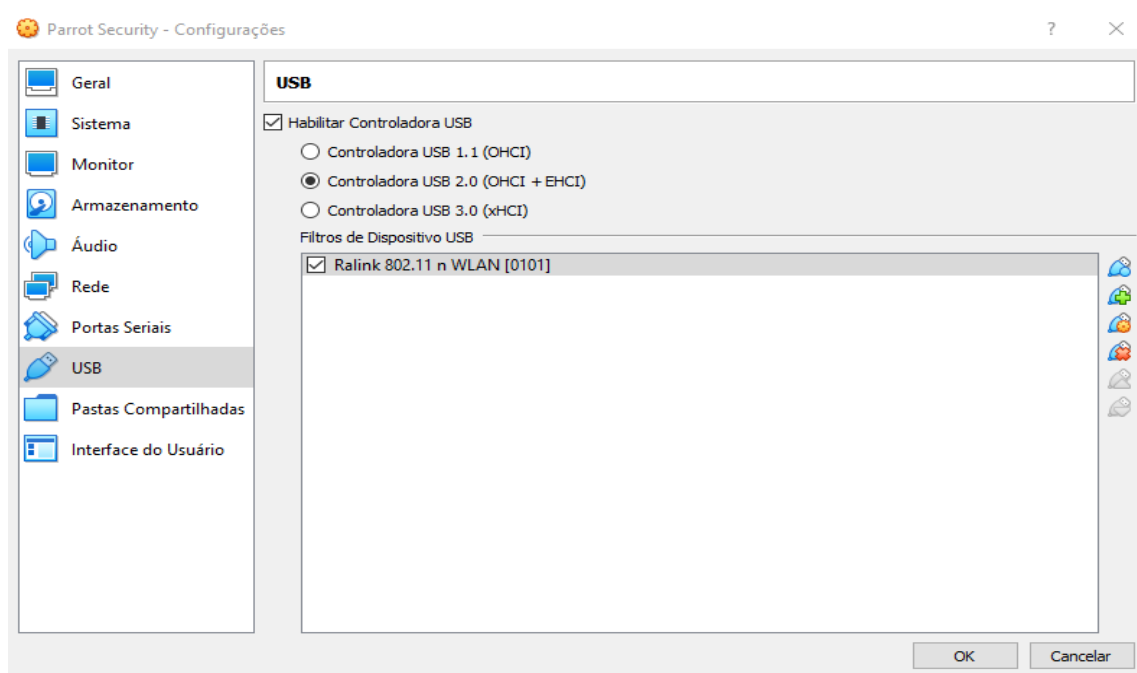 Parrot Security - Configurações
?
Geral
Sistema
Monitor
Armazenamento
Áudio
Rede
Portas Seriais
USB
Pastas Compartilhadas
Interface do Usuário
USB
Habilitar Controladora USB
Controladora USB 1.1 (OHCI)
Controladora USB 2.0 (OHCI + EHCI)
Controladora USB 3.0 (xHCI)
Filtros de Dispositivo USB
Ralink 802.11 n WLAN [0101]
OK
Cancelar